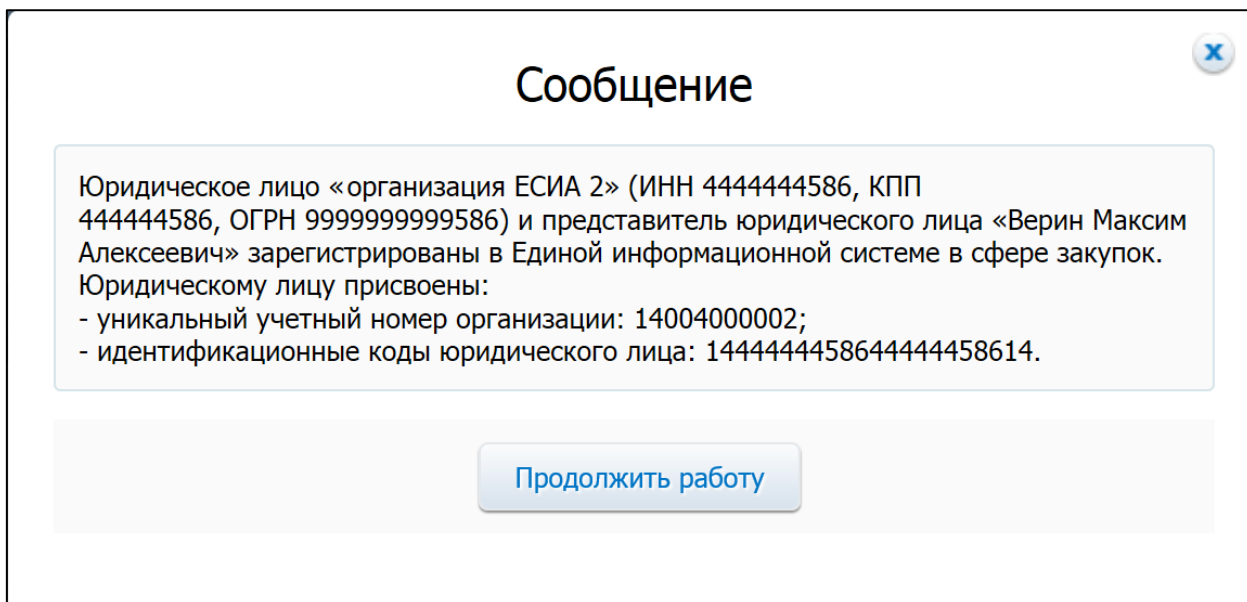 Сообщение
x
Юридическое лицо «организация ЕСИА 2» (ИНН 4444444586, КПП
444444586, ОГРН 9999999999586) и представитель юридического лица «Верин Максим
Алексеевич» зарегистрированы в Единой информационной системе в сфере закупок.
Юридическому лицу присвоены:
- уникальный учетный номер организации: 14004000002;
- идентификационные коды юридического лица: 14444444458644444458614.
Продолжить работу